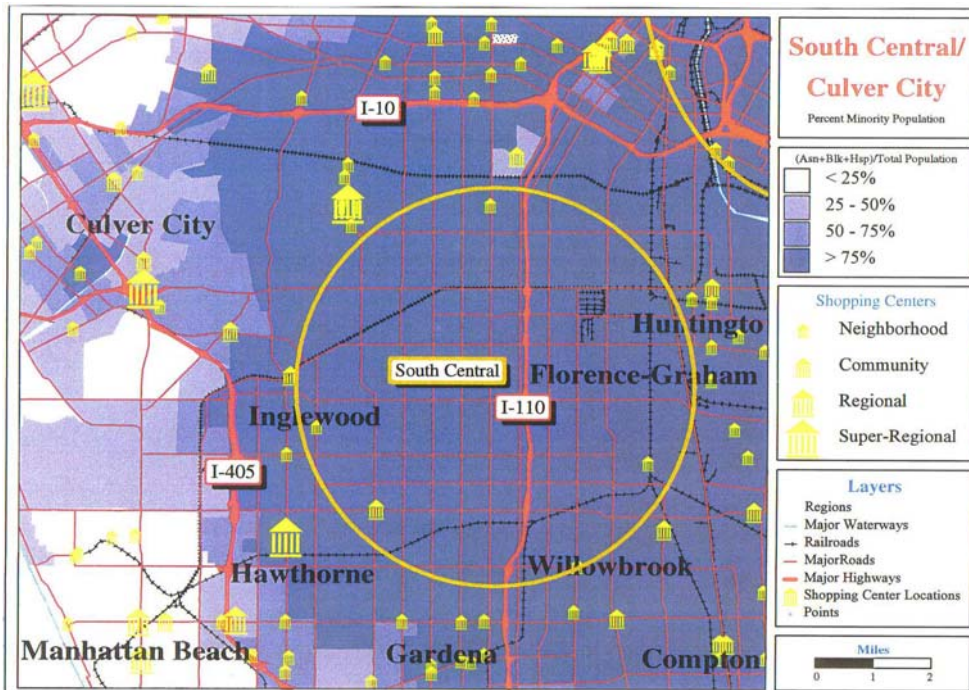 South Central/
Culver City
Percent Minority Population
(Asn+Blk+Hsp)/Total Population
< 25%
25 - 50%
50 - 75%
> 75%
Shopping Centers
Neighborhood
Community
Regional
Super-Regional
Layers
Regions
Major Waterways
Railroads
MajorRoads
Major Highways
Shopping Center Locations
Points
Miles
0 1 2
I-10
Culver City
Huntingto
South Central
Florence-Graham
I-110
Inglewood
I-405
Willowbrook
Hawthorne
Manhattan Beach
Gardena
Compton